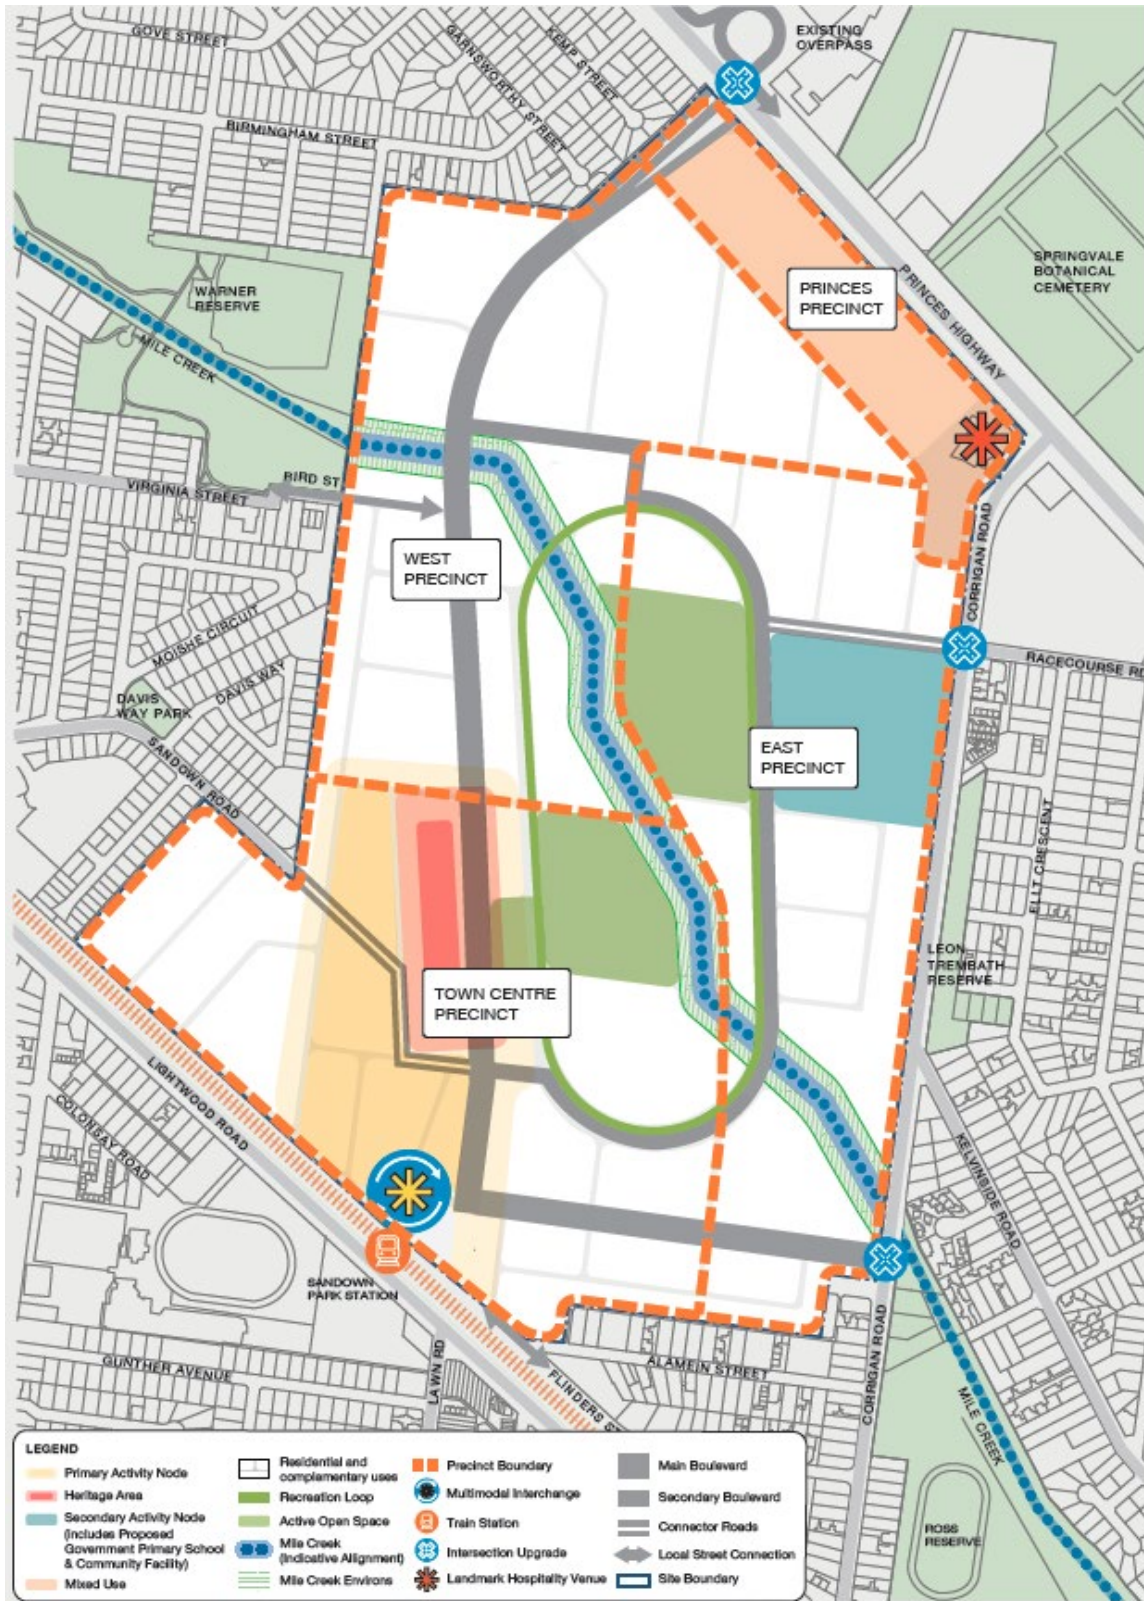 GOVE STREET
GARNSWORTHY STREET
KEMP STREET
EXISTING
OVERPASS
BIRMINGHAM STREET
WARNER
RESERVE
MILE CREEK
PRINCES
PRECINCT
PRINCES HIGHWAY
SPRINGVALE
BOTANICAL
CEMETERY
VIRGINIA STREET
BIRD ST
WEST
PRECINCT
CORRIGAN ROAD
RACECOURSE RD
MOISHE CIRCUIT
DAVIS WAY
DAVIS
WAY PARK
SANDOWN ROAD
EAST
PRECINCT
ELLT CRESCENT
LEON
TREMBATH
RESERVE
TOWN CENTRE
PRECINCT
LIGHTWOOD ROAD
COLONSAY ROAD
KELVINSIDE ROAD
SANDOWN
PARK STATION
GUNTHER AVENUE
LAWN RD
FLINDERS S
ALAMEIN STREET
CORRIGAN ROAD
MILE CREEK
ROSS
RESERVE
LEGEND
Primary Activity Node
Heritage Area
Secondary Activity Node
(Includes Proposed
Government Primary School
& Community Facility)
Mixed Use
Residential and
complementary uses
Recreation Loop
Active Open Space
Mile Creek
(Indicative Alignment)
Mile Creek Environs
Precinct Boundary
Multimodal Interchange
Train Station
Intersection Upgrade
Landmark Hospitality Venue
Main Boulevard
Secondary Boulevard
Connector Roads
Local Street Connection
Site Boundary